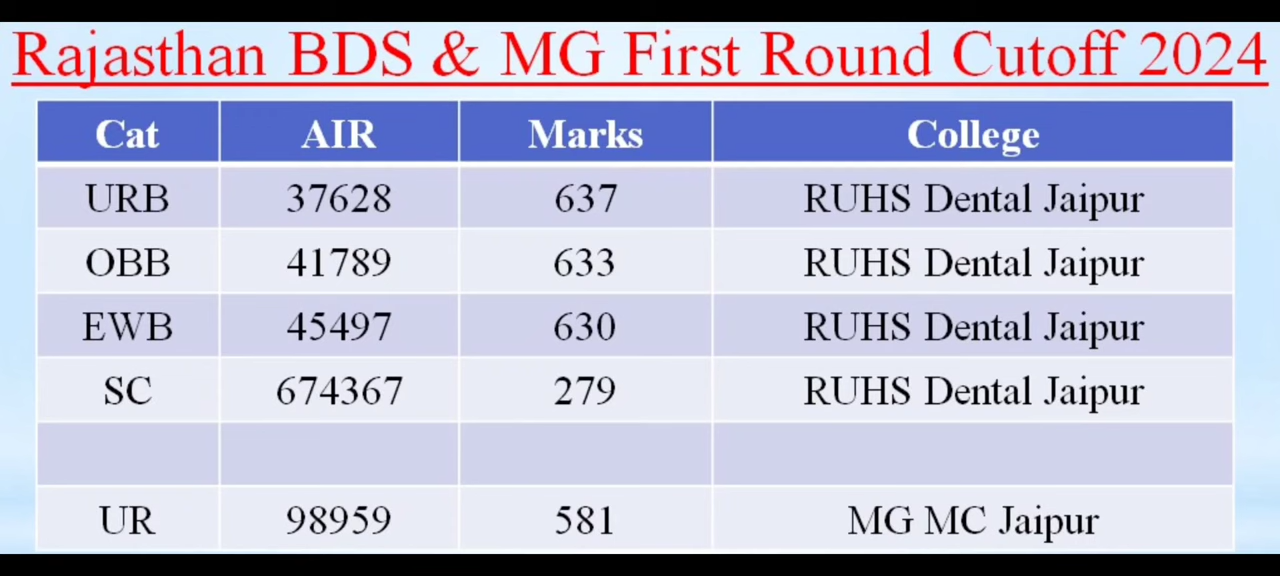 Rajasthan BDS & MG First Round Cutoff 2024
Cat AIR Marks College
URB 37628 637 RUHS Dental Jaipur
OBB 41789 633 RUHS Dental Jaipur
EWB 45497 630 RUHS Dental Jaipur
SC 674367 279 RUHS Dental Jaipur
UR 98959 581 MG MC Jaipur